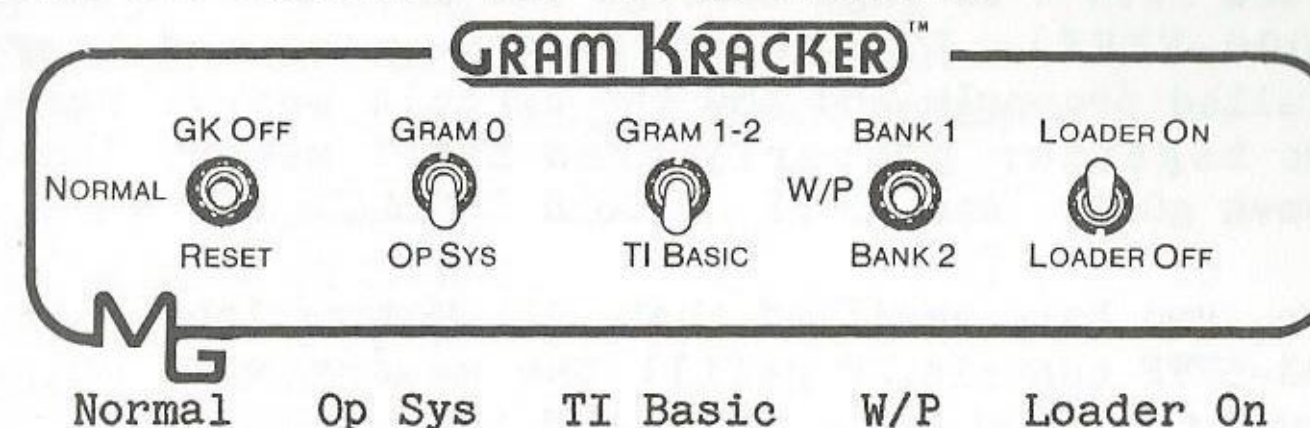 GRAM KRACKER™
GK OFF GRAM 0 GRAM 1-2 BANK 1 LOADER ON
NORMAL W/P
RESET OP SYS TI BASIC BANK 2 LOADER OFF
MG
Normal Op Sys TI Basic W/P Loader On